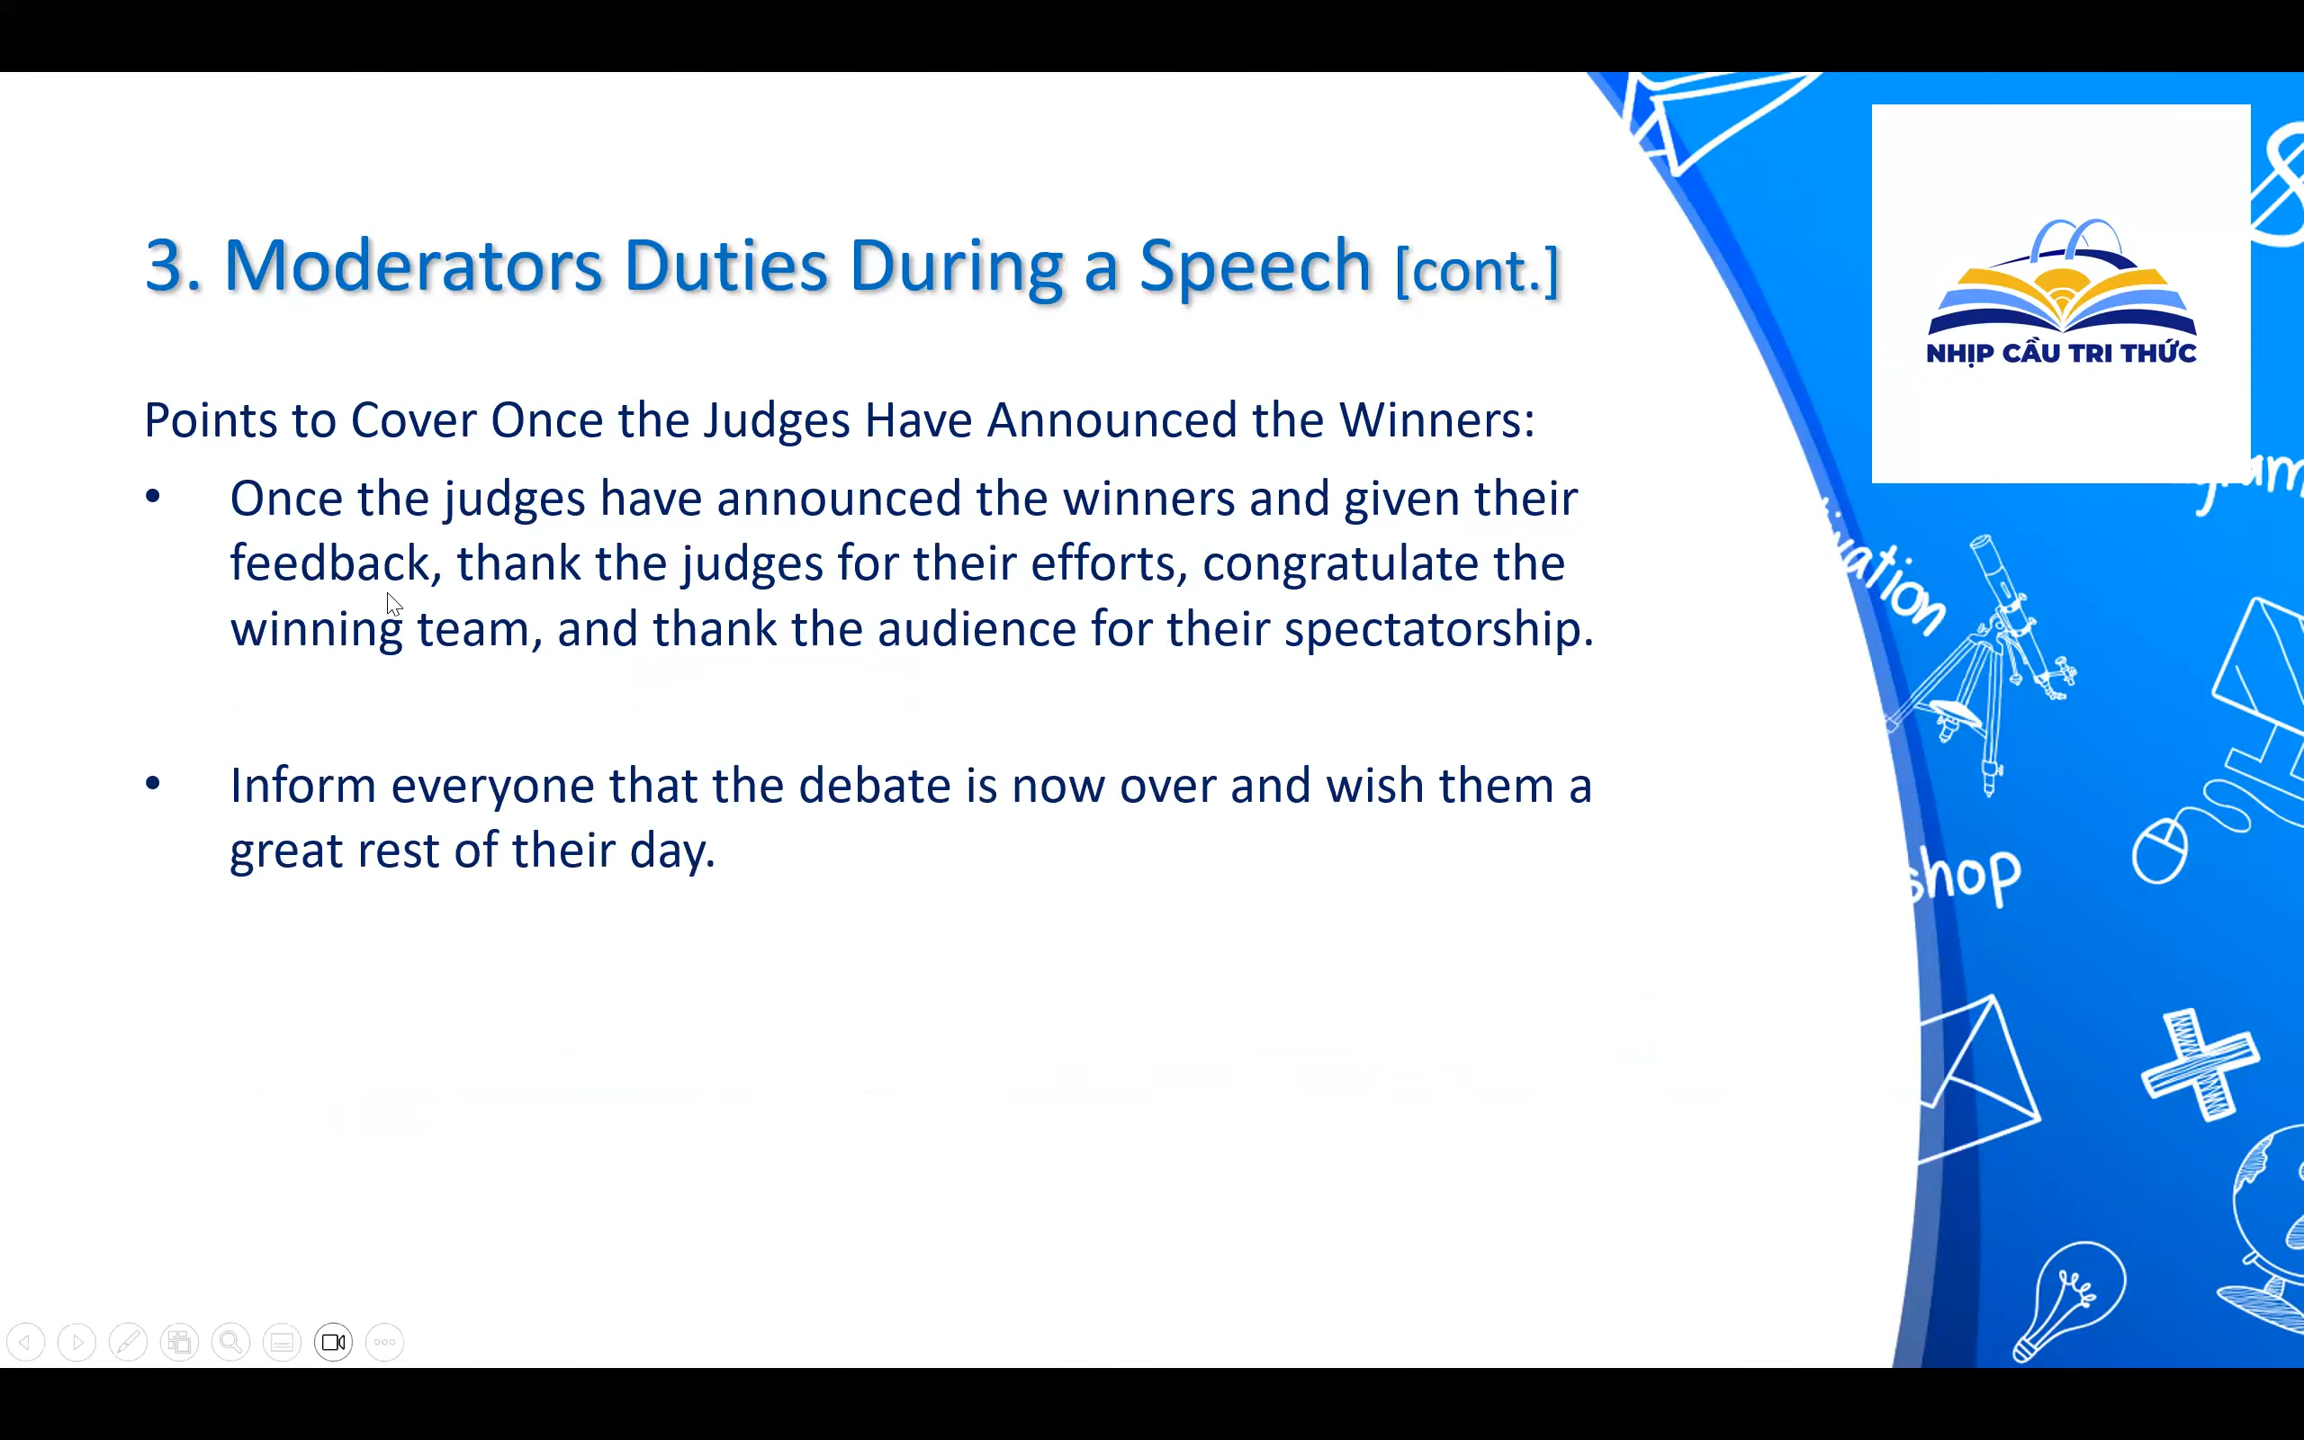 3. Moderators Duties During a Speech [cont.]
NHỊP CẦU TRI THỨC
Points to Cover Once the Judges Have Announced the Winners:
• Once the judges have announced the winners and given their
feedback, thank the judges for their efforts, congratulate the
winning team, and thank the audience for their spectatorship.
• Inform everyone that the debate is now over and wish them a
great rest of their day.
shop